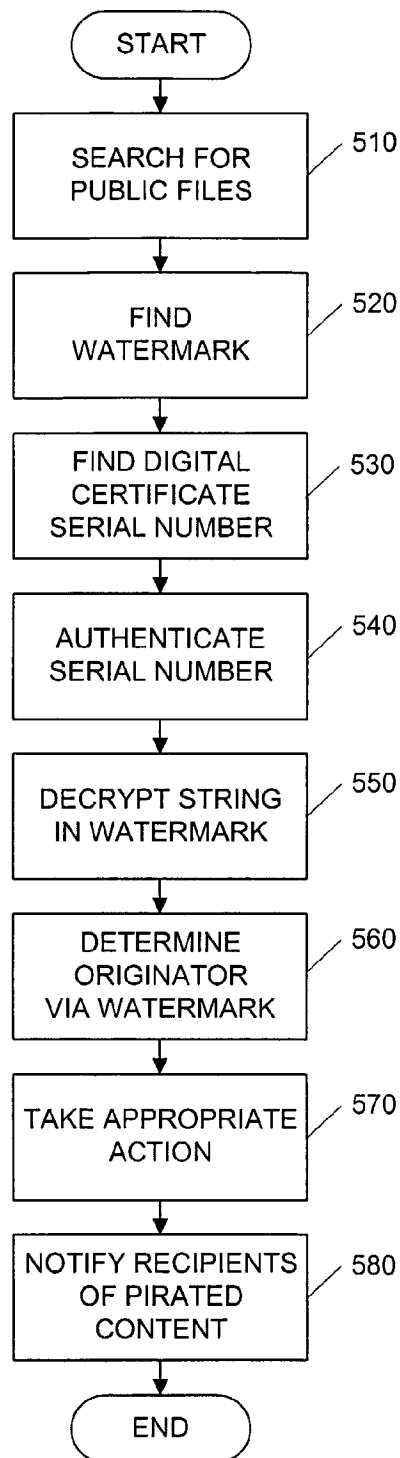 START
SEARCH FOR
PUBLIC FILES
510
FIND
WATERMARK
520
FIND DIGITAL
CERTIFICATE
SERIAL NUMBER
530
AUTHENTICATE
SERIAL NUMBER
540
DECRYPT STRING
IN WATERMARK
550
DETERMINE
ORIGINATOR
VIA WATERMARK
560
TAKE APPROPRIATE
ACTION
570
NOTIFY RECIPIENTS
OF PIRATED
CONTENT
580
END